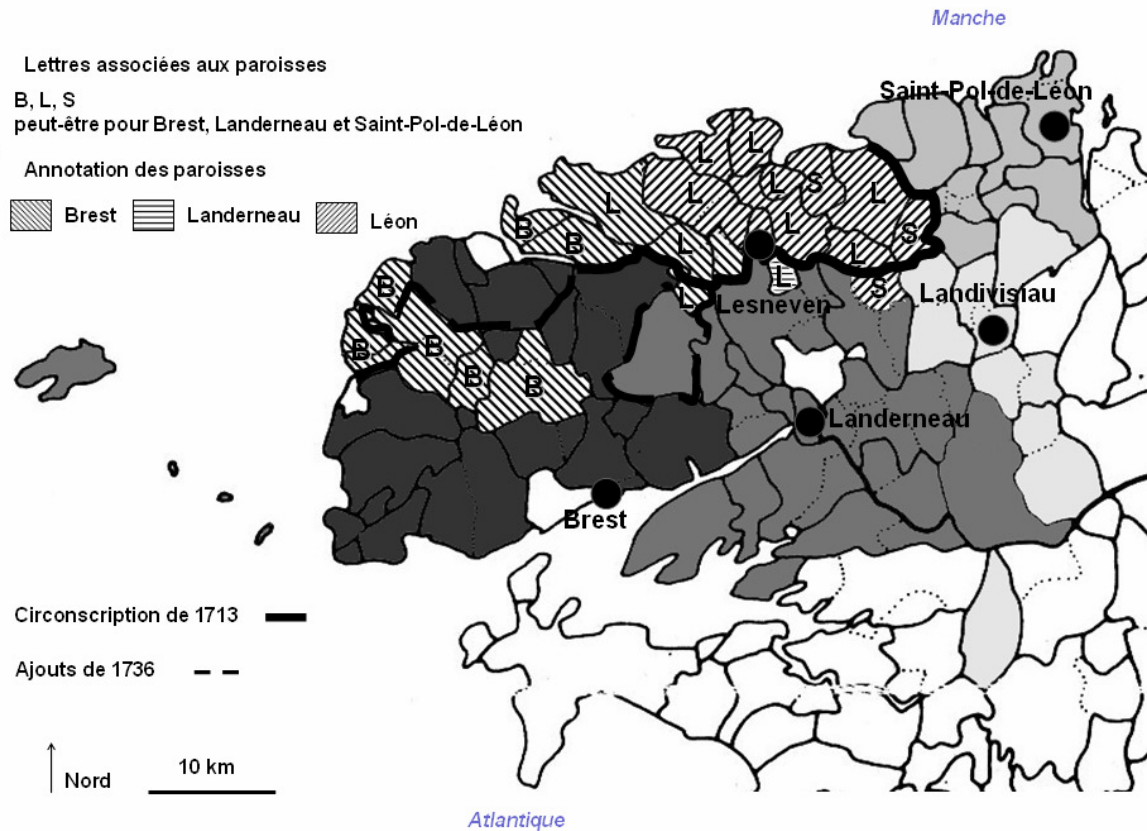 Manche
Lettres associées aux paroisses
B, L, S
peut-être pour Brest, Landerneau et Saint-Pol-de-Léon
Annotation des paroisses
Brest
Landerneau
Léon
Saint-Pol-de-Léon
L
L
L
L
S
L
L
L
B
B
L
L
S
L
L
S
Lesneven
Landivisiau
B
B
B
B
B
Landerneau
Brest
Circonscription de 1713
Ajouts de 1736
Nord
10 km
Atlantique